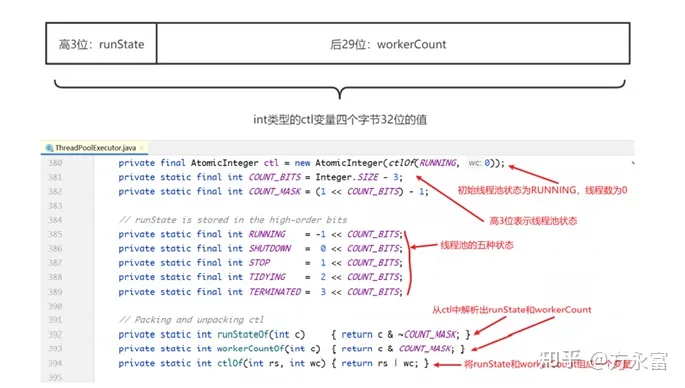 高3位：runState
后29位：workerCount
int类型的ctl变量四个字节32位的值
ThreadPoolExecutor.java ×
380 private final AtomicInteger ctl = new AtomicInteger(ctlOf(RUNNING, wc: 0));
初始线程池状态为RUNNING，线程数为0
381 private static final int COUNT_BITS = Integer.SIZE - 3;
382 private static final int COUNT_MASK = (1 << COUNT_BITS) - 1;
383
高3位表示线程池状态
384 // runState is stored in the high-order bits
385 private static final int RUNNING = -1 << COUNT_BITS;
386 private static final int SHUTDOWN = 0 << COUNT_BITS;
线程池的五种状态
387 private static final int STOP = 1 << COUNT_BITS;
388 private static final int TIDYING = 2 << COUNT_BITS;
389 private static final int TERMINATED = 3 << COUNT_BITS;
390
从ctl中解析出runState和workerCount
391 // Packing and unpacking ctl
392 private static int runStateOf(int c) { return c & ~COUNT_MASK; }
393 private static int workerCountOf(int c) { return c & COUNT_MASK; }
394 private static int ctlOf(int rs, int wc) { return rs | wc; }
将runState和workerCount组成一个变量
395
知乎 @方永富